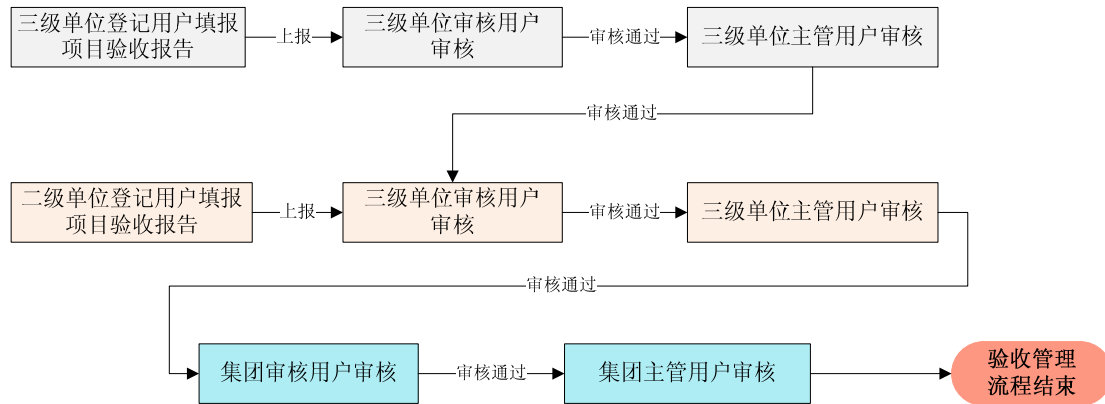 三级单位登记用户填报
项目验收报告
上报
三级单位审核用户
审核
审核通过
三级单位主管用户审核
审核通过
二级单位登记用户填报
项目验收报告
上报
三级单位审核用户
审核
审核通过
三级单位主管用户审核
审核通过
集团审核用户审核
审核通过
集团主管用户审核
验收管理
流程结束